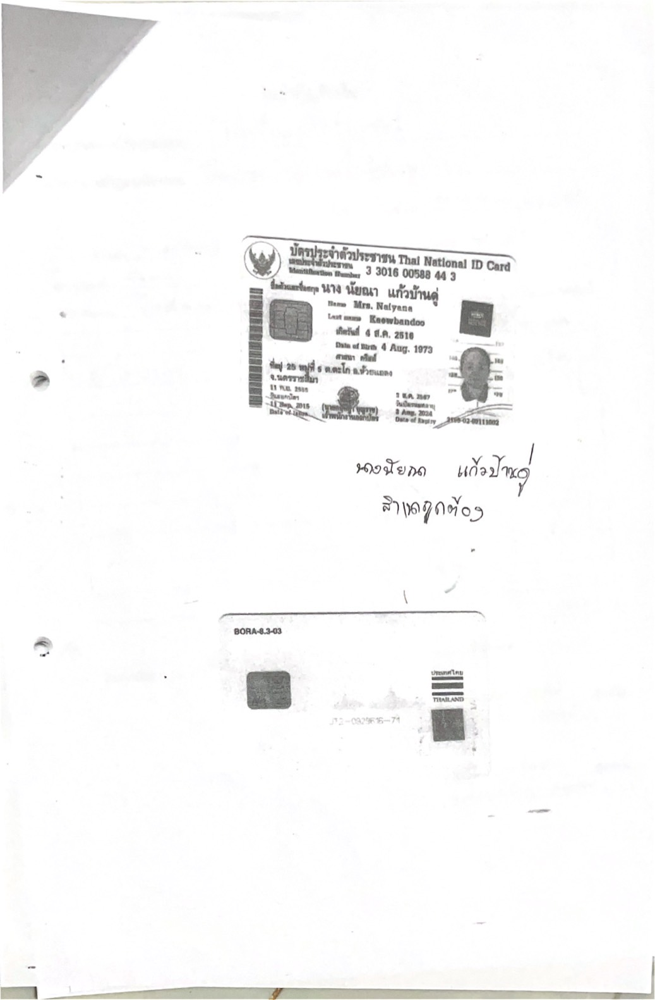 บัตรประจำตัวประชาชน Thai National ID Card
เลขประจำตัวประชาชน
Identification Number 3 3016 00588 44 3
ชื่อตัวและชื่อสกุล นาง นัยณา แก้วบ้านดู่
Name Mrs. Naiyana
Last name Kaewbandoo
เกิดวันที่ 4 ส.ค. 2516
Date of Birth 4 Aug. 1973
ศาสนา คริสต์
ที่อยู่ 25 หมู่ที่ 5 ต.ตะโก อ.ห้วยแถลง
จ.นครราชสีมา
11 ก.ย. 2558
วันออกบัตร
11 Sep. 2015
Date of Issue
เจ้าพนักงานออกบัตร
3 ส.ค. 2567
วันบัตรหมดอายุ
3 Aug. 2024
Date of Expiry
นางนัยณา แก้วบ้านดู่
สำเนาถูกต้อง
BORA-8.3-03
ประเทศไทย
THAILAND